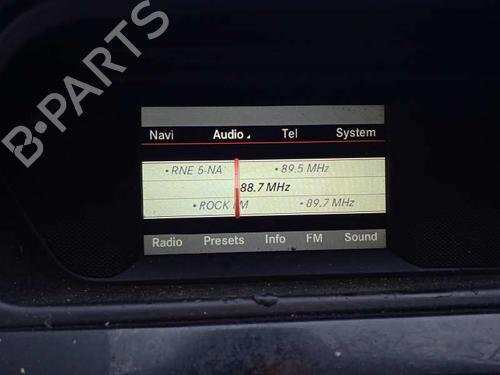 B-PARTS
Navi Audio Tel System
• RNE 5-NA • 89.5 MHz
88.7 MHz
• ROCK FM • 89.7 MHz
Radio Presets Info FM Sound